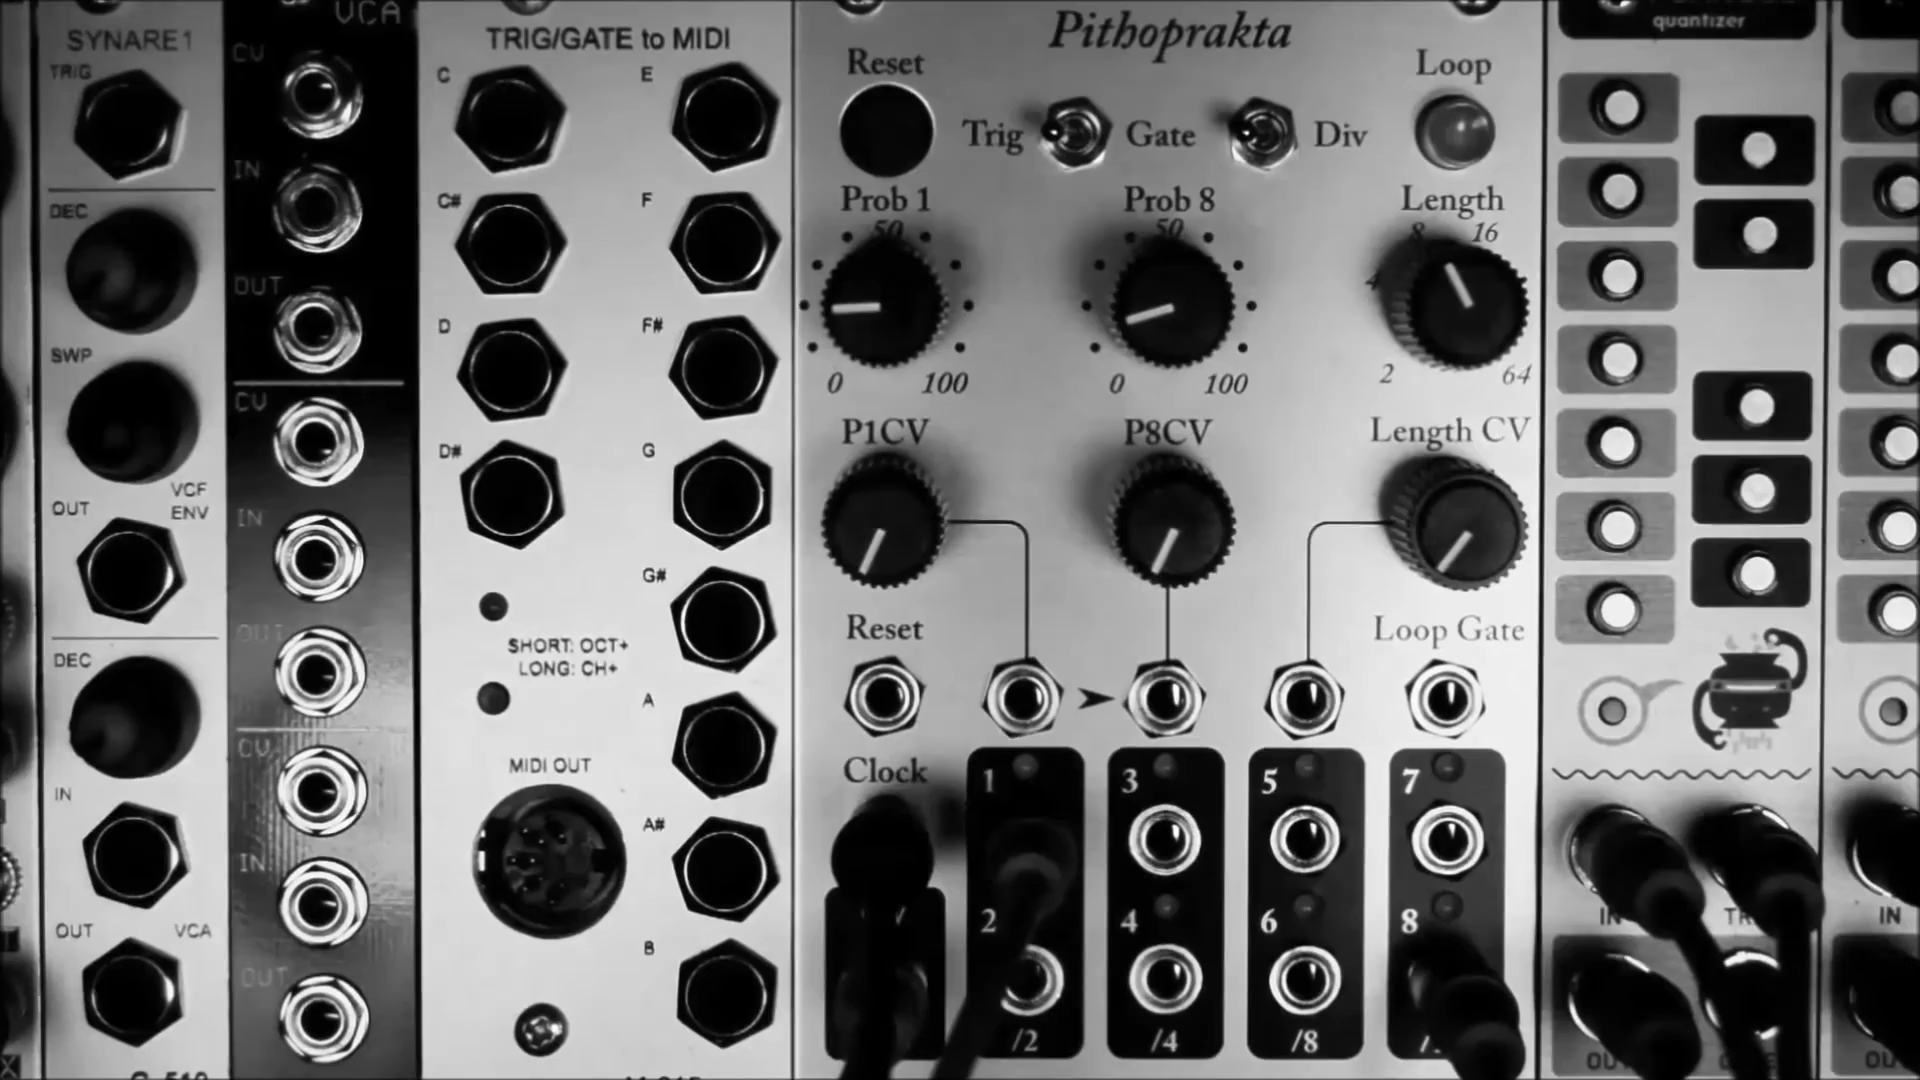 SYNARE1
TRIG
DEC
SWP
VCF
OUT
ENV
DEC
IN
OUT
VCA
VCA
CV
IN
OUT
CV
IN
OUT
CV
IN
OUT
TRIG/GATE to MIDI
C
E
C#
F
D
F#
D#
G
G#
SHORT: OCT+
LONG: CH+
A
MIDI OUT
A#
B
Pithoprakta
Reset
Loop
Trig
Gate
Div
Prob 1
Prob 8
Length
50
50
8
16
4
0
100
0
100
2
64
P1CV
P8CV
Length CV
Reset
Loop Gate
Clock
1
3
5
7
2
4
6
8
/2
/4
/8
quantizer
IN
IN